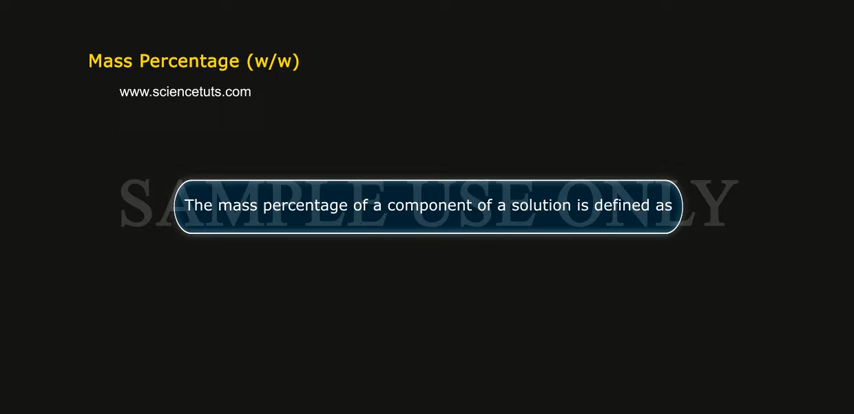 Mass Percentage (w/w)
www.sciencetuts.com
SAMPLE USE ONLY
The mass percentage of a component of a solution is defined as